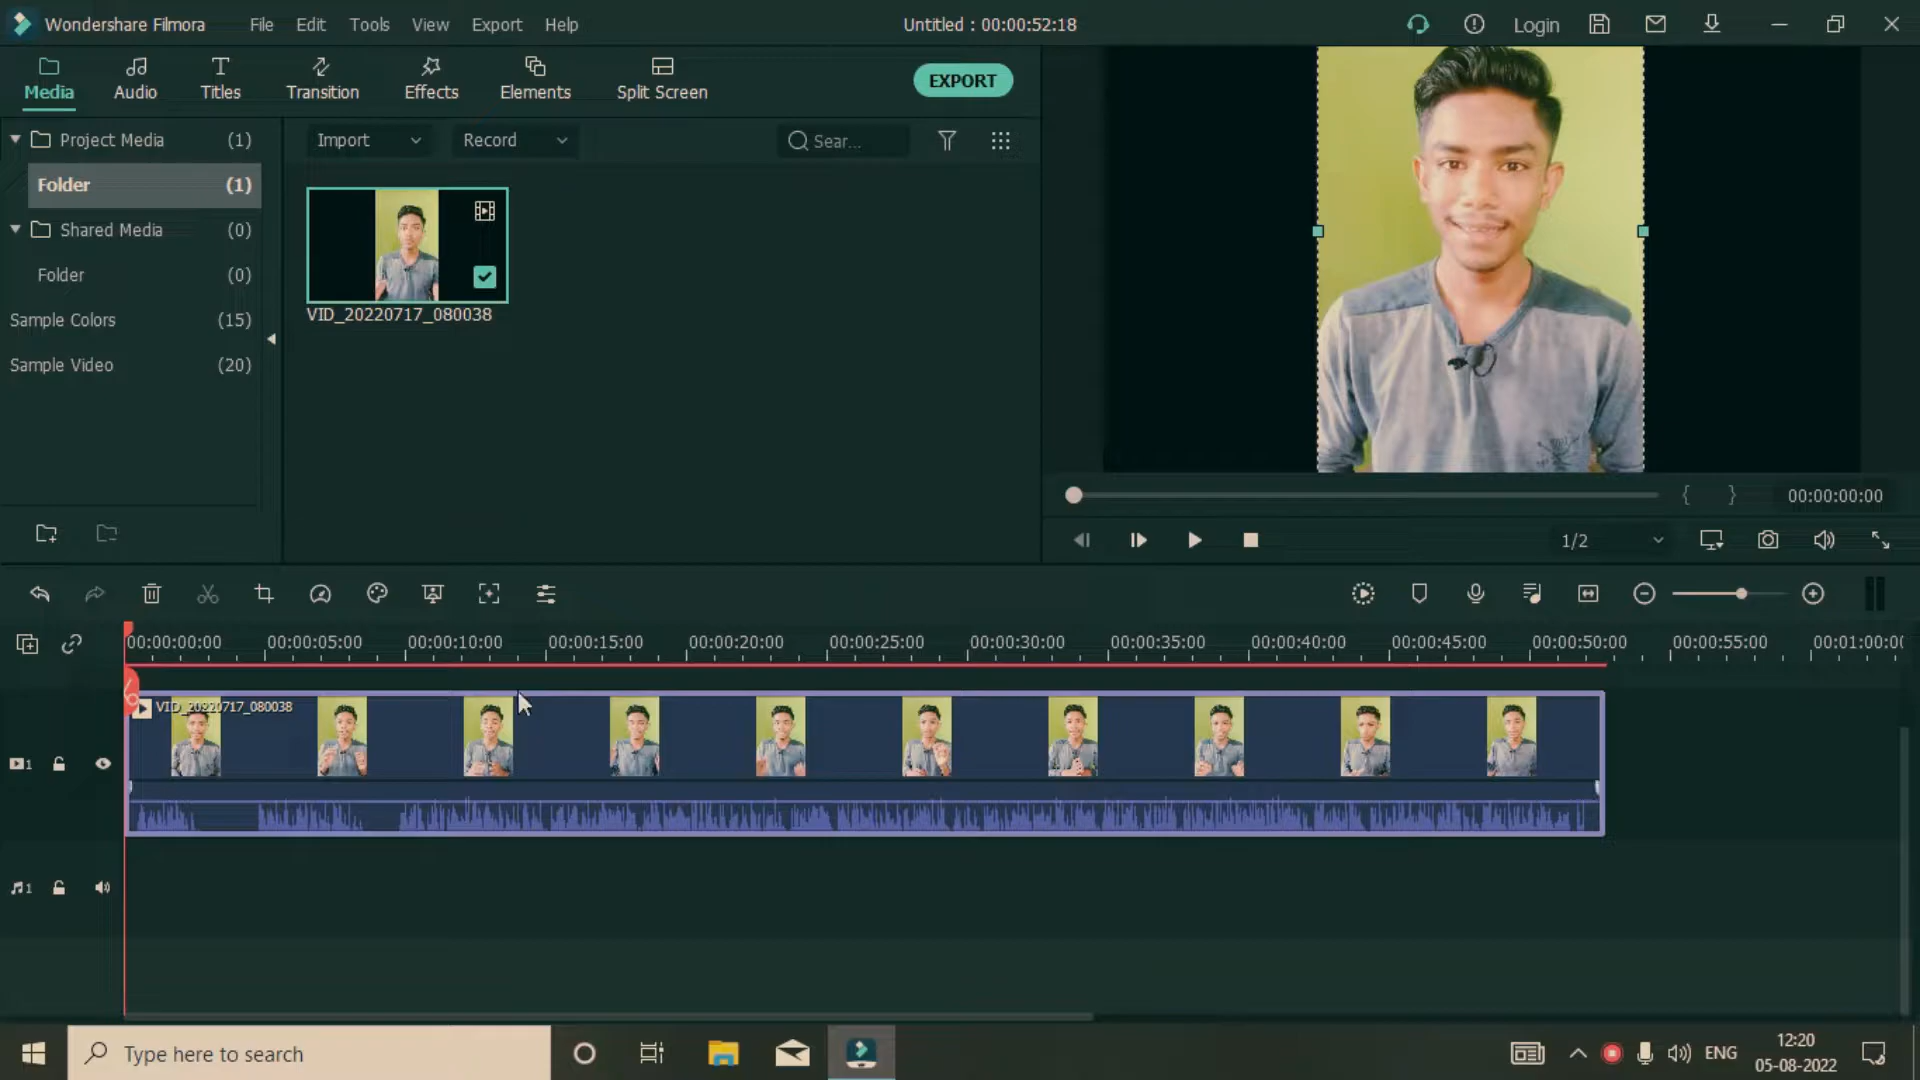 Wondershare Filmora File Edit Tools View Export Help Untitled : 00:00:52:18 Login
Media Audio Titles Transition Effects Elements Split Screen EXPORT
Project Media (1)
Folder (1)
Shared Media (0)
Folder (0)
Sample Colors (15)
Sample Video (20)
Import Record Sear...
VID_20220717_080038
00:00:00:00
1/2
00:00:00:00 00:00:05:00 00:00:10:00 00:00:15:00 00:00:20:00 00:00:25:00 00:00:30:00 00:00:35:00 00:00:40:00 00:00:45:00 00:00:50:00 00:00:55:00 00:01:00:0
VID_20220717_080038
1
1
Type here to search
ENG
12:20
05-08-2022